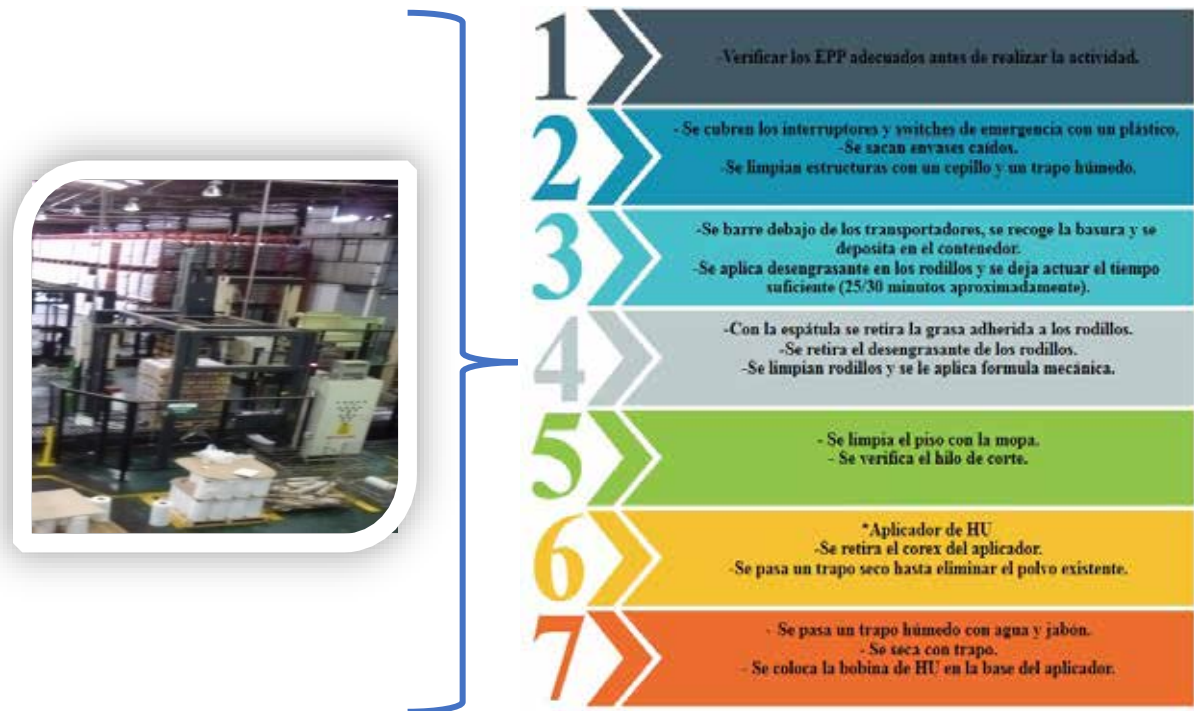 1
-Verificar los EPP adecuados antes de realizar la actividad.
2
- Se cubren los interruptores y switches de emergencia con un plástico.
-Se sacan envases caídos.
-Se limpian estructuras con un cepillo y un trapo húmedo.
3
-Se barre debajo de los transportadores, se recoge la basura y se
deposita en el contenedor.
-Se aplica desengrasante en los rodillos y se deja actuar el tiempo
suficiente (25/30 minutos aproximadamente).
4
-Con la espátula se retira la grasa adherida a los rodillos.
-Se retira el desengrasante de los rodillos.
-Se limpian rodillos y se le aplica formula mecánica.
5
- Se limpia el piso con la mopa.
- Se verifica el hilo de corte.
6
*Aplicador de HU
-Se retira el corex del aplicador.
-Se pasa un trapo seco hasta eliminar el polvo existente.
7
- Se pasa un trapo húmedo con agua y jabón.
- Se seca con trapo.
- Se coloca la bobina de HU en la base del aplicador.